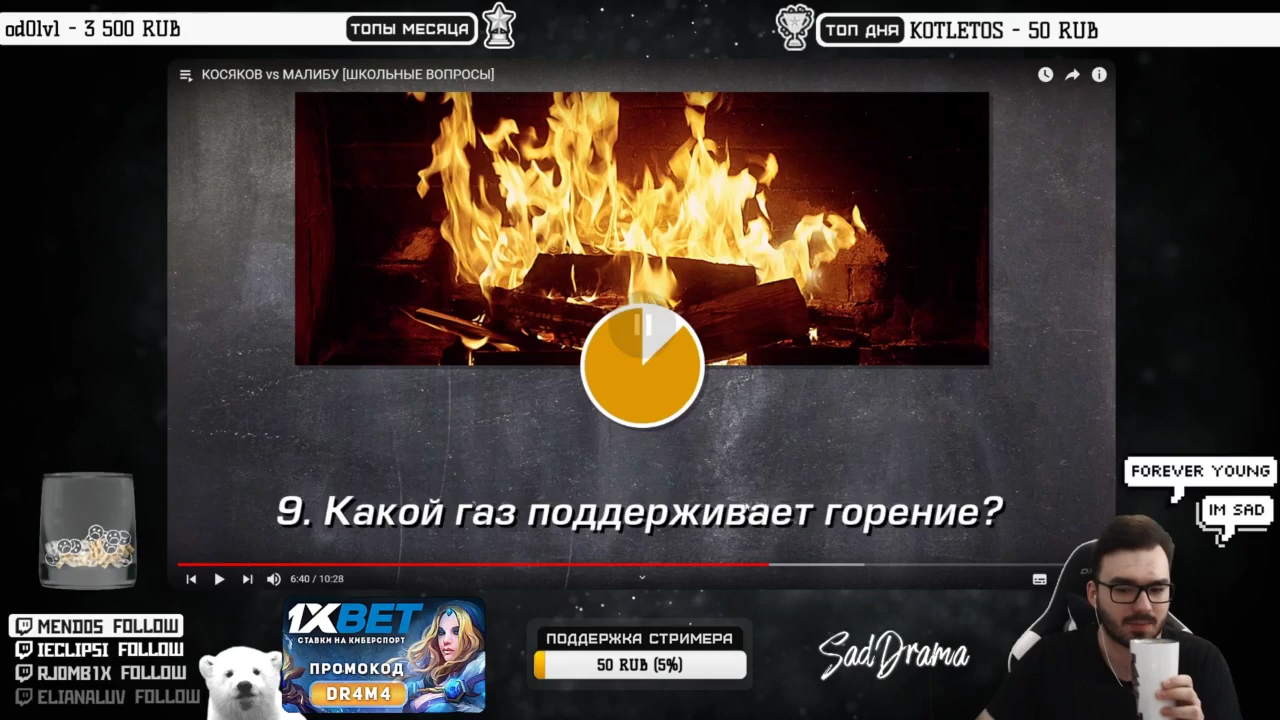 od0lvl - 3 500 RUB
ТОПЫ МЕСЯЦА
ТОП ДНЯ
KOTLETOS - 50 RUB
КОСЯКОВ vs МАЛИБУ [ШКОЛЬНЫЕ ВОПРОСЫ]
9. Какой газ поддерживает горение?
6:40 / 10:28
FOREVER YOUNG
IM SAD
MENDOS FOLLOW
IECLIPSI FOLLOW
RJOMB1X FOLLOW
ELIANALUV FOLLOW
1XBET
СТАВКИ НА КИБЕРСПОРТ
ПРОМОКОД
DR4M4
ПОДДЕРЖКА СТРИМЕРА
50 RUB (5%)
SadDrama